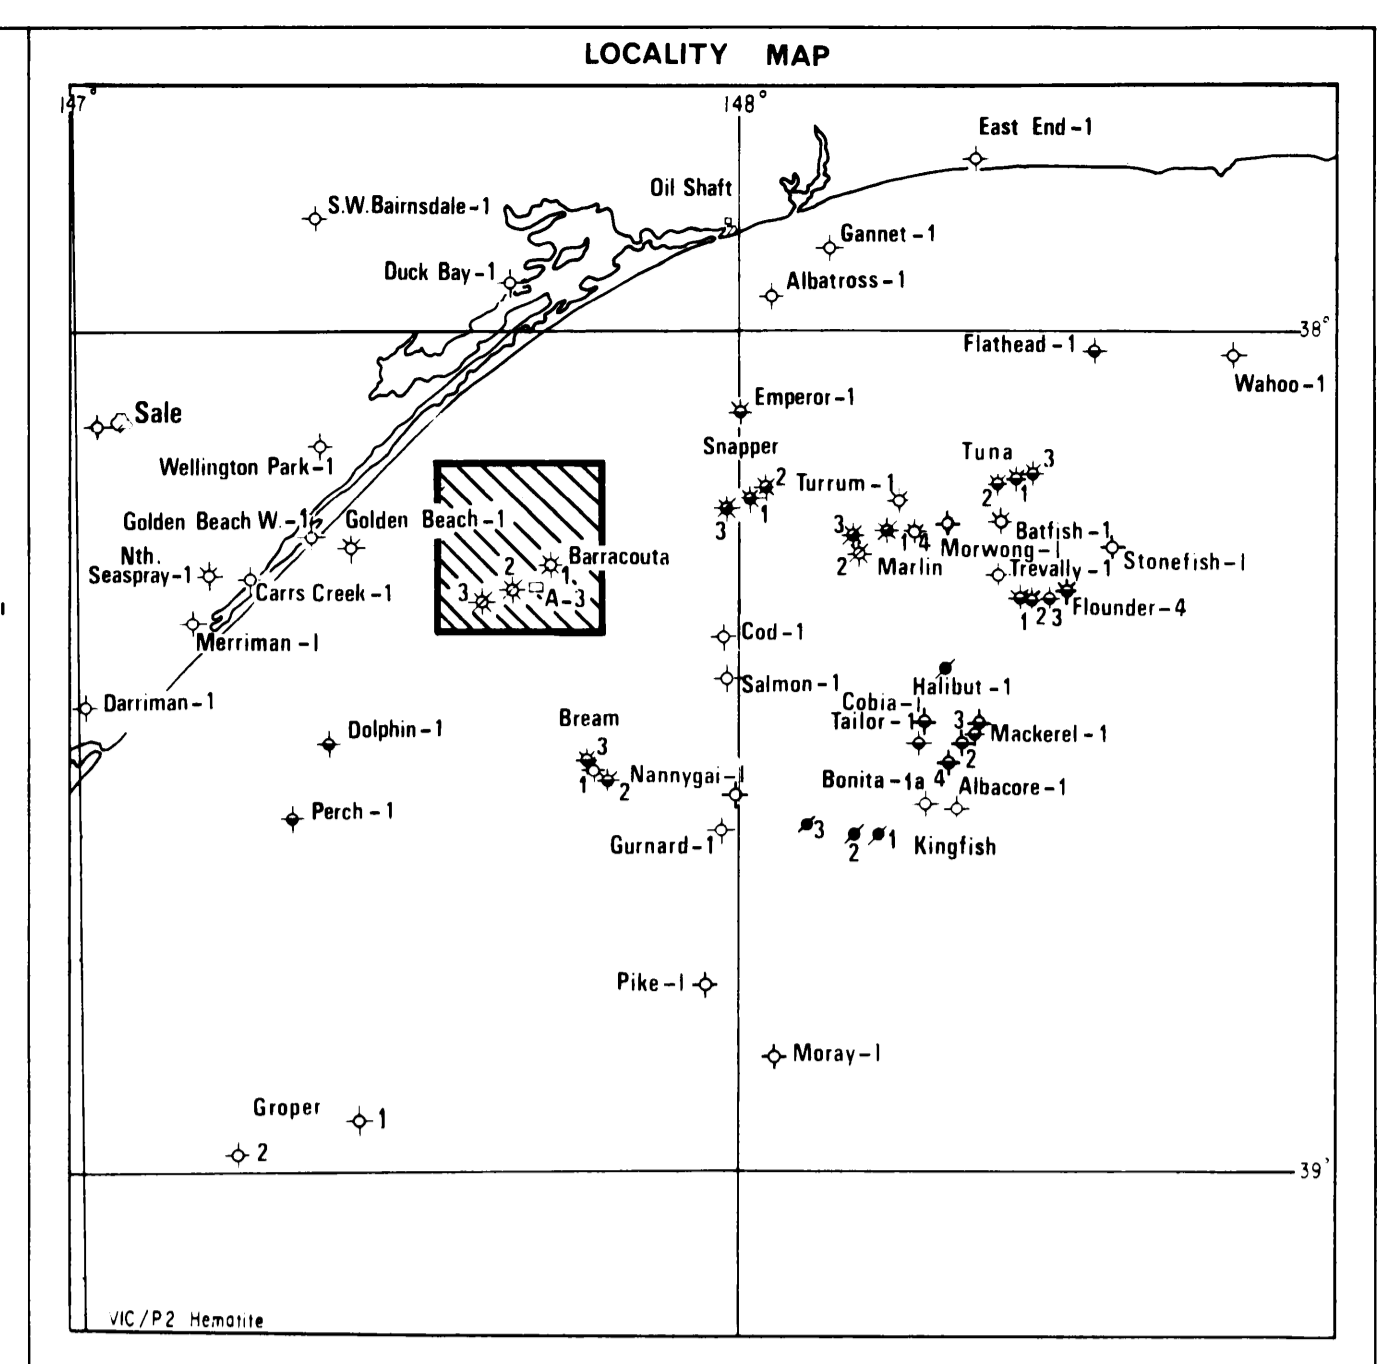 LOCALITY MAP
147°
148°
East End-1
Oil Shaft
S.W.Bairnsdale-1
Gannet-1
Duck Bay-1
Albatross-1
38°
Flathead-1
Wahoo-1
Emperor-1
Sale
Snapper
Tuna
3
Wellington Park-1
2
Turrum-1
2
1
1
3
Golden Beach W.-1
Golden Beach-1
3
1
4
Batfish-1
Morwong-1
Nth.
Seaspray-1
2
Barracouta
1
2
Marlin
Trevally-1
Stonefish-1
Carrs Creek-1
3
A-3
Flounder-4
1
2
3
Merriman-1
Cod-1
Salmon-1
Halibut-1
Darriman-1
Cobia-1
Bream
Tailor-1
3
Mackerel-1
Dolphin-1
3
2
1
2
Nannygai-1
Bonita-1a
4
Albacore-1
Perch-1
3
Gurnard-1
2
1
Kingfish
Pike-1
Moray-1
Groper
1
2
39'
VIC/P2 Hematite